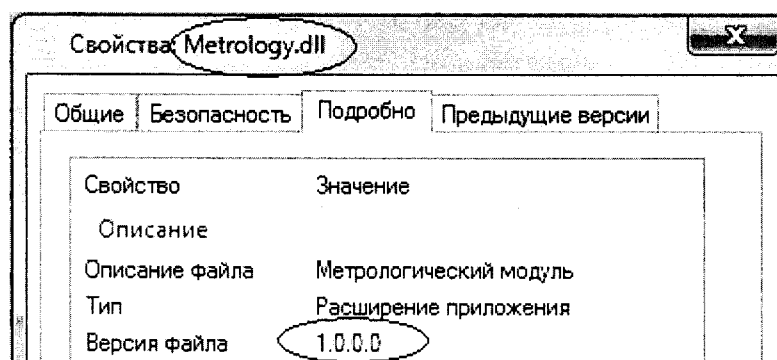 Свойства: Metrology.dll
Общие Безопасность Подробно Предыдущие версии
Свойство Значение
Описание
Описание файла Метрологический модуль
Тип Расширение приложения
Версия файла 1.0.0.0